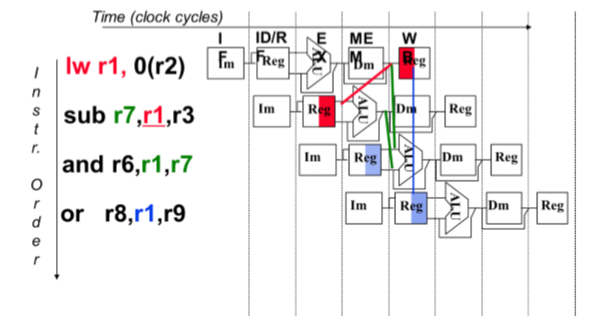 Time (clock cycles)
IF ID/RF EX MEM WB
Instr. Order
lw r1, 0(r2)
Im Reg ALU Dm Reg
sub r7,r1,r3
Im Reg ALU Dm Reg
and r6,r1,r7
Im Reg ALU Dm Reg
or r8,r1,r9
Im Reg ALU Dm Reg